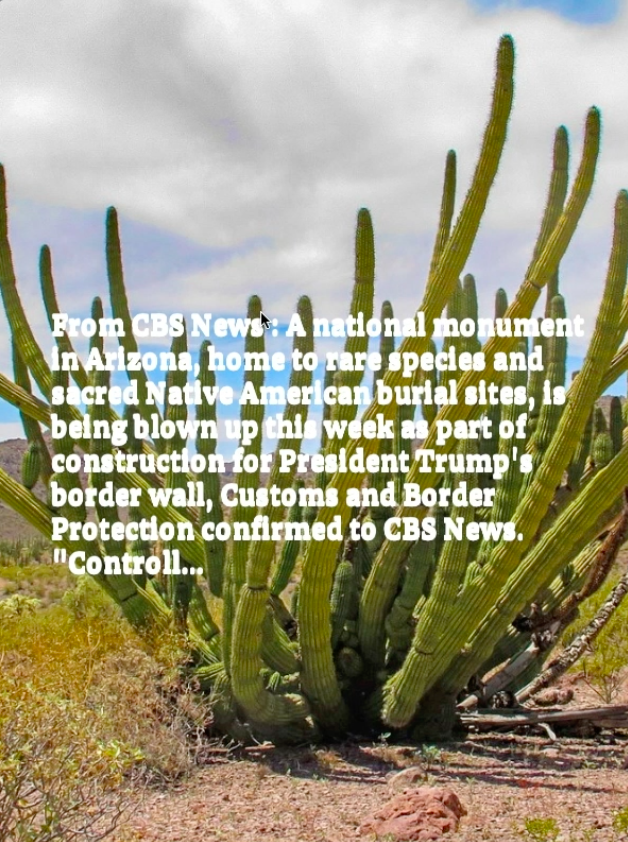 From CBS News : A national monument
in Arizona, home to rare species and
sacred Native American burial sites, is
being blown up this week as part of
construction for President Trump's
border wall, Customs and Border
Protection confirmed to CBS News.
"Controll...